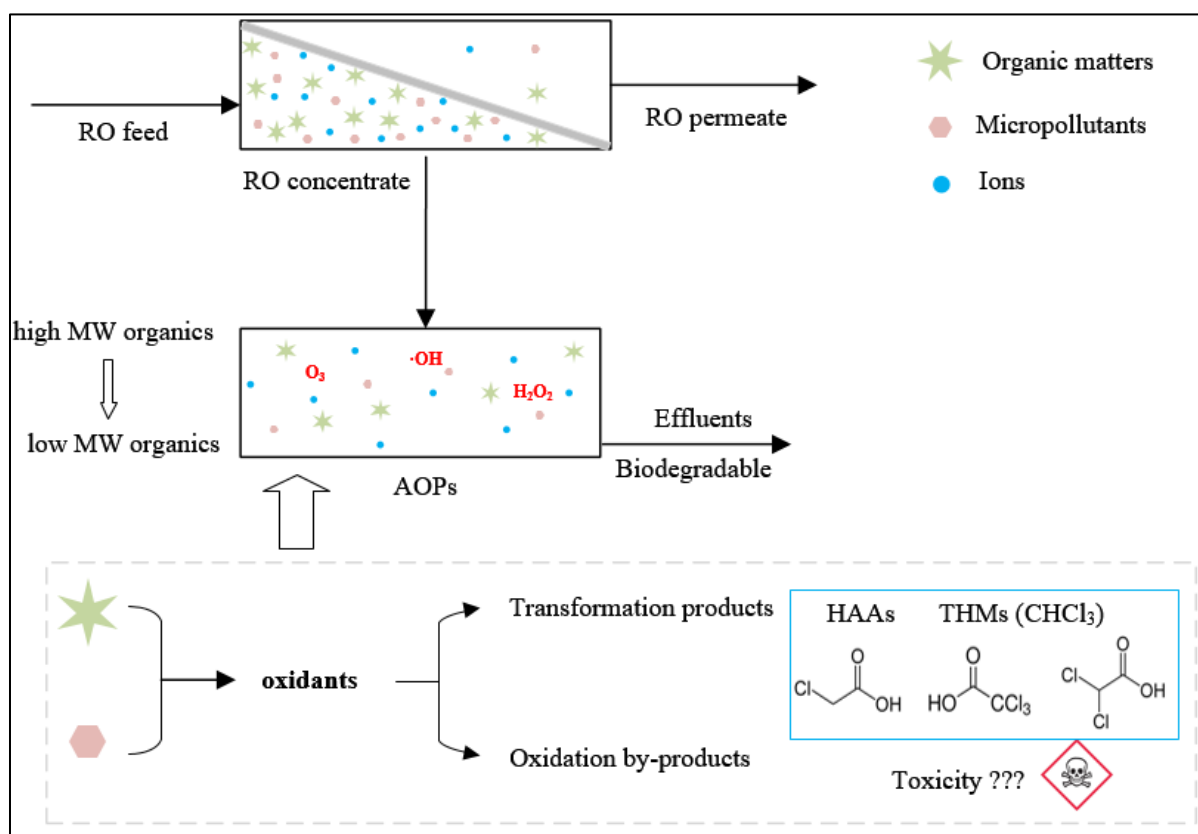 Organic matters
RO feed
RO permeate
Micropollutants
RO concentrate
Ions
high MW organics
·OH
O₃
H₂O₂
low MW organics
Effluents
Biodegradable
AOPs
Transformation products
HAAs
THMs (CHCl₃)
oxidants
O
Cl
OH
O
HO
CCl₃
O
Cl
OH
Cl
Oxidation by-products
Toxicity ???